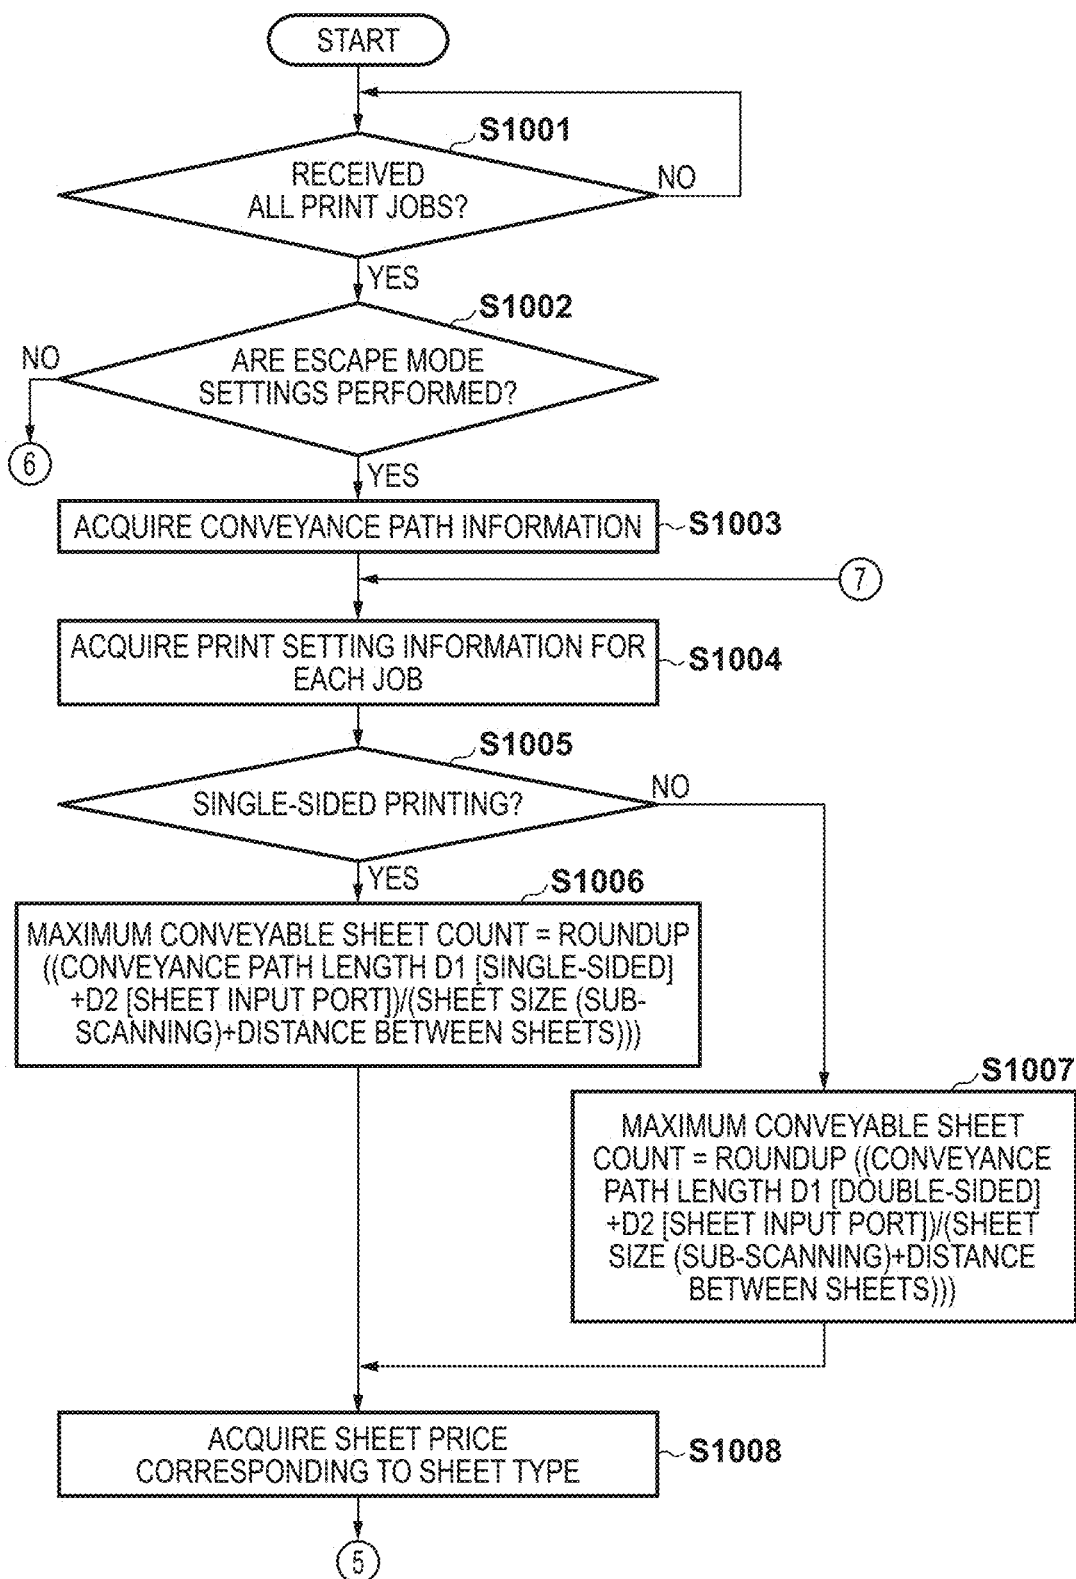 START
S1001
RECEIVED
ALL PRINT JOBS?
NO
YES
S1002
NO
ARE ESCAPE MODE
SETTINGS PERFORMED?
6
YES
ACQUIRE CONVEYANCE PATH INFORMATION
S1003
7
ACQUIRE PRINT SETTING INFORMATION FOR
EACH JOB
S1004
S1005
SINGLE-SIDED PRINTING?
NO
YES
S1006
MAXIMUM CONVEYABLE SHEET COUNT = ROUNDUP
((CONVEYANCE PATH LENGTH D1 [SINGLE-SIDED]
+D2 [SHEET INPUT PORT])/(SHEET SIZE (SUB-
SCANNING)+DISTANCE BETWEEN SHEETS)))
S1007
MAXIMUM CONVEYABLE SHEET
COUNT = ROUNDUP ((CONVEYANCE
PATH LENGTH D1 [DOUBLE-SIDED]
+D2 [SHEET INPUT PORT])/(SHEET
SIZE (SUB-SCANNING)+DISTANCE
BETWEEN SHEETS)))
ACQUIRE SHEET PRICE
CORRESPONDING TO SHEET TYPE
S1008
5